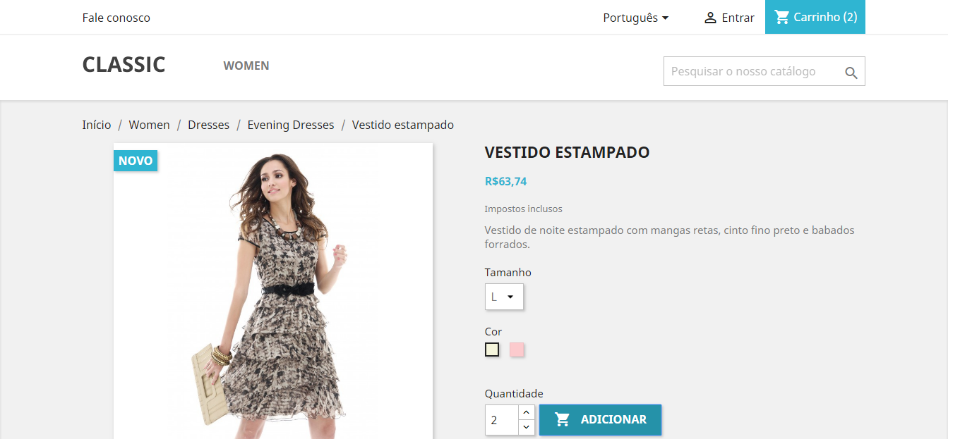 Fale conosco
Português
Entrar
Carrinho (2)
CLASSIC
WOMEN
Pesquisar o nosso catálogo
Início / Women / Dresses / Evening Dresses / Vestido estampado
NOVO
VESTIDO ESTAMPADO
R$63,74
Impostos inclusos
Vestido de noite estampado com mangas retas, cinto fino preto e babados
forrados.
Tamanho
L
Cor
Quantidade
2
ADICIONAR